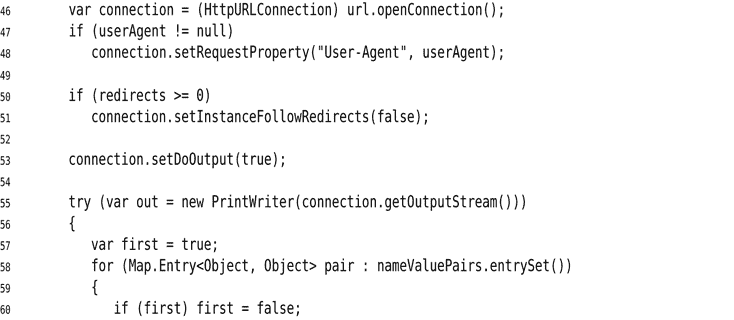 46 var connection = (HttpURLConnection) url.openConnection();
47 if (userAgent != null)
48 connection.setRequestProperty("User-Agent", userAgent);
49
50 if (redirects >= 0)
51 connection.setInstanceFollowRedirects(false);
52
53 connection.setDoOutput(true);
54
55 try (var out = new PrintWriter(connection.getOutputStream()))
56 {
57 var first = true;
58 for (Map.Entry<Object, Object> pair : nameValuePairs.entrySet())
59 {
60 if (first) first = false;